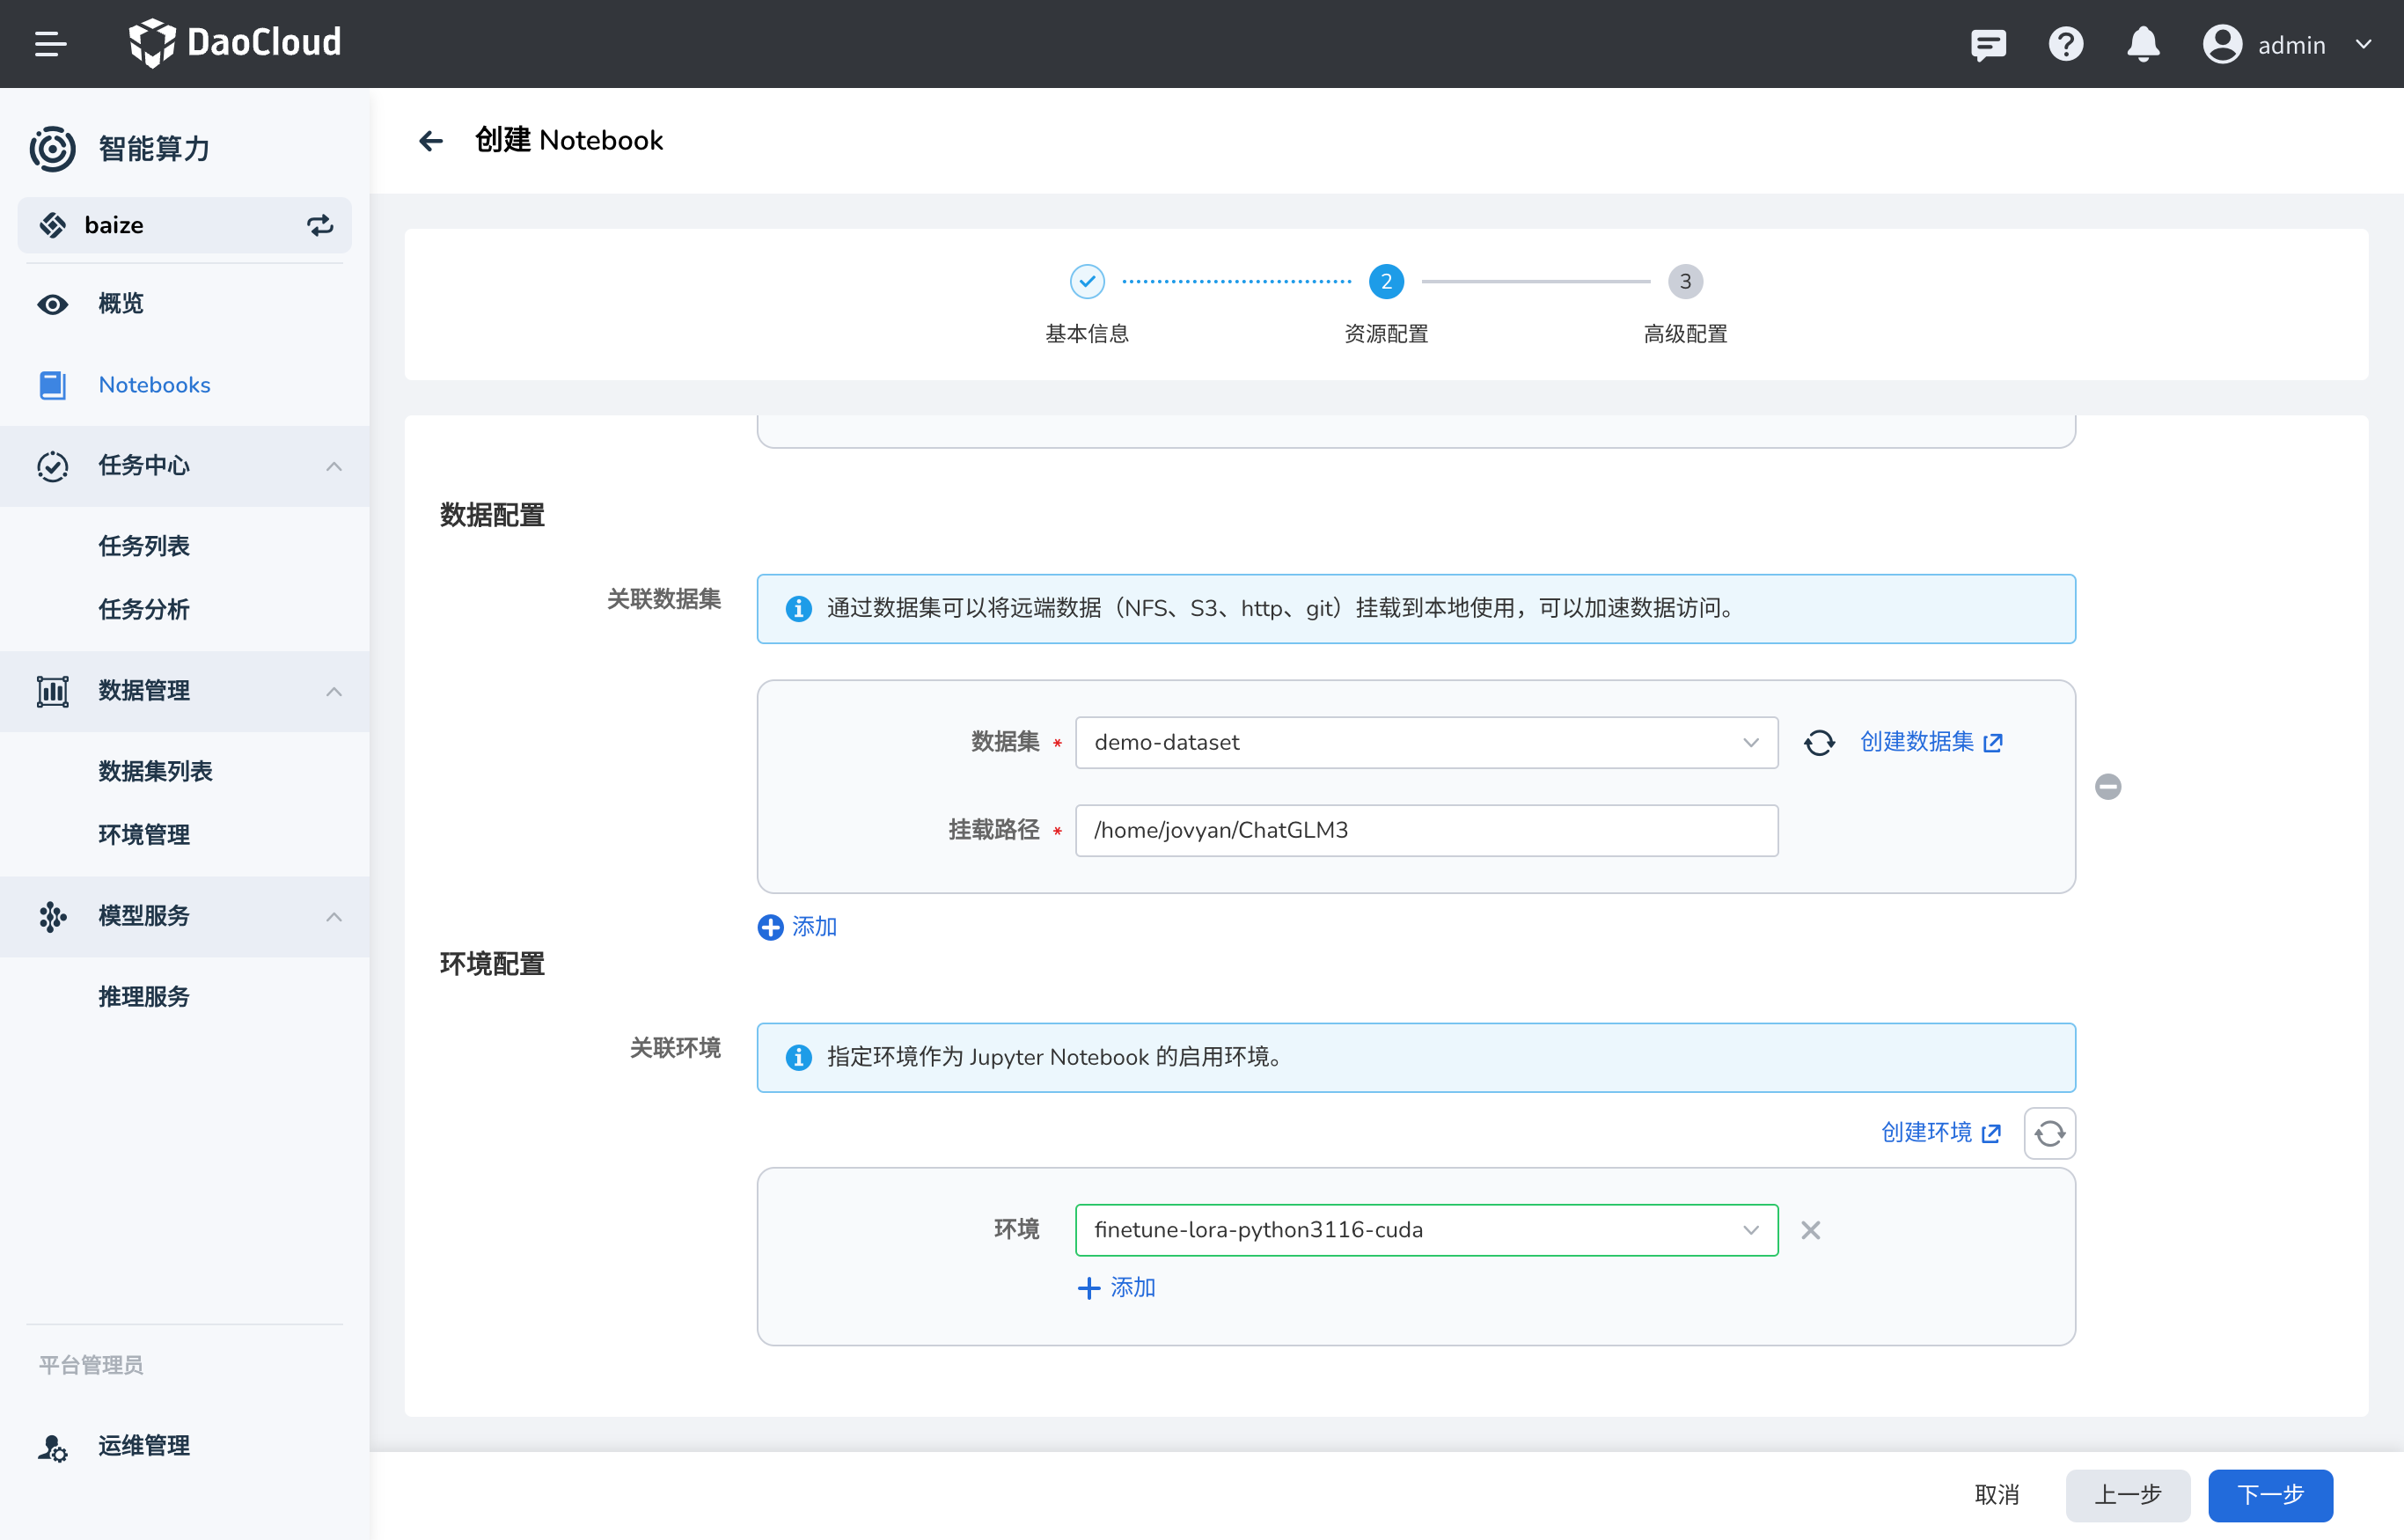 DaoCloud
admin
智能算力
baize
概览
Notebooks
任务中心
任务列表
任务分析
数据管理
数据集列表
环境管理
模型服务
推理服务
平台管理员
运维管理
创建 Notebook
2
3
基本信息
资源配置
高级配置
数据配置
关联数据集
通过数据集可以将远端数据（NFS、S3、http、git）挂载到本地使用，可以加速数据访问。
数据集 * demo-dataset 创建数据集
挂载路径 * /home/jovyan/ChatGLM3
添加
环境配置
关联环境
指定环境作为 Jupyter Notebook 的启用环境。
创建环境
环境 finetune-lora-python3116-cuda
添加
取消 上一步 下一步